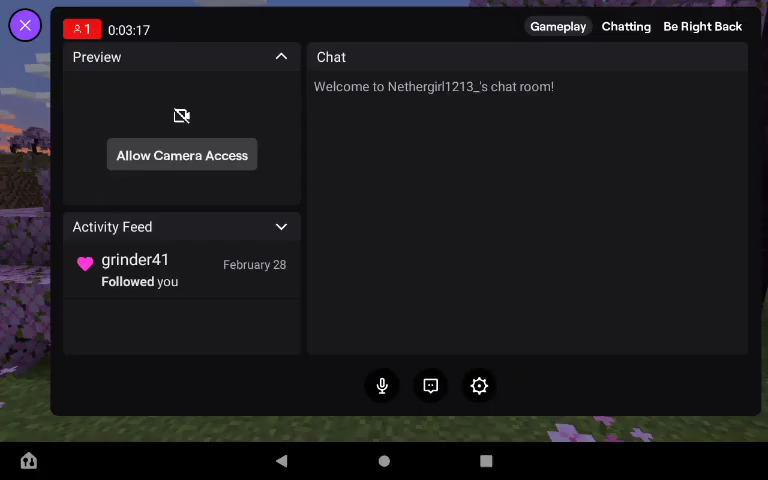 1 0:03:17
Gameplay Chatting Be Right Back
Preview
Allow Camera Access
Activity Feed
grinder41
February 28
Followed you
Chat
Welcome to Nethergirl1213_'s chat room!